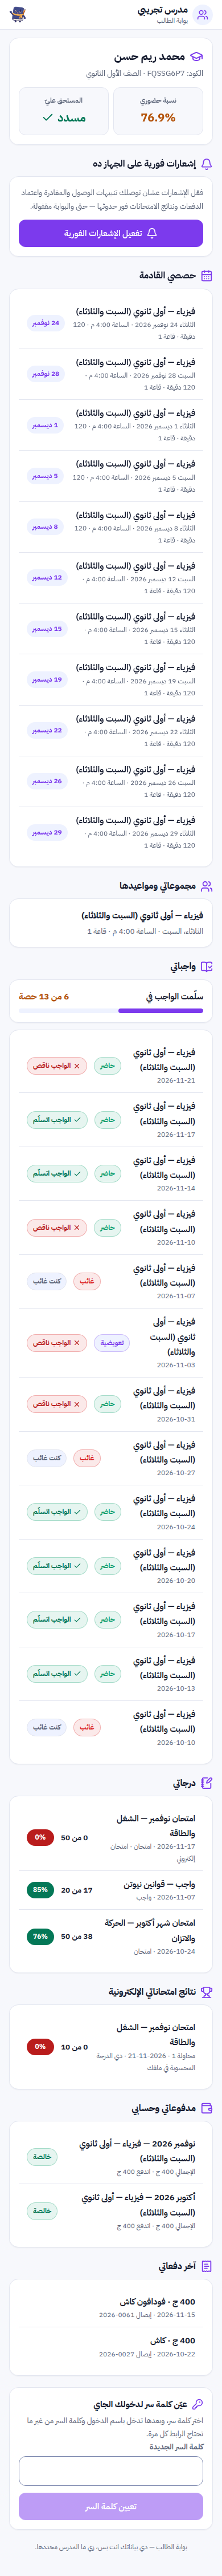 مدرس تجريبي
بوابة الطالب
محمد ريم حسن
الكود: FQSSG6P7 · الصف الأول الثانوي
نسبة حضوري
76.9%
المستحق عليّ
مسدد
إشعارات فورية على الجهاز ده
فعّل الإشعارات عشان توصلك تنبيهات الوصول والمغادرة واعتماد
الدفعات ونتائج الامتحانات فور حدوثها — حتى والبوابة مقفولة.
تفعيل الإشعارات الفورية
حصصي القادمة
فيزياء — أولى ثانوي (السبت والثلاثاء)
الثلاثاء 24 نوفمبر 2026 · الساعة 4:00 م · 120
دقيقة · قاعة 1
24 نوفمبر
فيزياء — أولى ثانوي (السبت والثلاثاء)
السبت 28 نوفمبر 2026 · الساعة 4:00 م ·
120 دقيقة · قاعة 1
28 نوفمبر
فيزياء — أولى ثانوي (السبت والثلاثاء)
الثلاثاء 1 ديسمبر 2026 · الساعة 4:00 م · 120
دقيقة · قاعة 1
1 ديسمبر
فيزياء — أولى ثانوي (السبت والثلاثاء)
السبت 5 ديسمبر 2026 · الساعة 4:00 م · 120
دقيقة · قاعة 1
5 ديسمبر
فيزياء — أولى ثانوي (السبت والثلاثاء)
الثلاثاء 8 ديسمبر 2026 · الساعة 4:00 م · 120
دقيقة · قاعة 1
8 ديسمبر
فيزياء — أولى ثانوي (السبت والثلاثاء)
السبت 12 ديسمبر 2026 · الساعة 4:00 م ·
120 دقيقة · قاعة 1
12 ديسمبر
فيزياء — أولى ثانوي (السبت والثلاثاء)
الثلاثاء 15 ديسمبر 2026 · الساعة 4:00 م ·
120 دقيقة · قاعة 1
15 ديسمبر
فيزياء — أولى ثانوي (السبت والثلاثاء)
السبت 19 ديسمبر 2026 · الساعة 4:00 م ·
120 دقيقة · قاعة 1
19 ديسمبر
فيزياء — أولى ثانوي (السبت والثلاثاء)
الثلاثاء 22 ديسمبر 2026 · الساعة 4:00 م ·
120 دقيقة · قاعة 1
22 ديسمبر
فيزياء — أولى ثانوي (السبت والثلاثاء)
السبت 26 ديسمبر 2026 · الساعة 4:00 م ·
120 دقيقة · قاعة 1
26 ديسمبر
فيزياء — أولى ثانوي (السبت والثلاثاء)
الثلاثاء 29 ديسمبر 2026 · الساعة 4:00 م ·
120 دقيقة · قاعة 1
29 ديسمبر
مجموعاتي ومواعيدها
فيزياء — أولى ثانوي (السبت والثلاثاء)
الثلاثاء، السبت · الساعة 4:00 م · قاعة 1
واجباتي
سلّمت الواجب في
6 من 13 حصة
فيزياء — أولى ثانوي
(السبت والثلاثاء)
2026-11-21
حاضر
الواجب ناقص
فيزياء — أولى ثانوي
(السبت والثلاثاء)
2026-11-17
حاضر
الواجب اتسلّم
فيزياء — أولى ثانوي
(السبت والثلاثاء)
2026-11-14
حاضر
الواجب اتسلّم
فيزياء — أولى ثانوي
(السبت والثلاثاء)
2026-11-10
حاضر
الواجب ناقص
فيزياء — أولى ثانوي
(السبت والثلاثاء)
2026-11-07
غائب
كنت غائب
فيزياء — أولى
ثانوي (السبت
والثلاثاء)
2026-11-03
تعويضية
الواجب ناقص
فيزياء — أولى ثانوي
(السبت والثلاثاء)
2026-10-31
حاضر
الواجب ناقص
فيزياء — أولى ثانوي
(السبت والثلاثاء)
2026-10-27
غائب
كنت غائب
فيزياء — أولى ثانوي
(السبت والثلاثاء)
2026-10-24
حاضر
الواجب اتسلّم
فيزياء — أولى ثانوي
(السبت والثلاثاء)
2026-10-20
حاضر
الواجب اتسلّم
فيزياء — أولى ثانوي
(السبت والثلاثاء)
2026-10-17
حاضر
الواجب اتسلّم
فيزياء — أولى ثانوي
(السبت والثلاثاء)
2026-10-13
حاضر
الواجب اتسلّم
فيزياء — أولى ثانوي
(السبت والثلاثاء)
2026-10-10
غائب
كنت غائب
درجاتي
امتحان نوفمبر — الشغل
والطاقة
2026-11-17 · امتحان · امتحان
إلكتروني
0 من 50
0%
واجب — قوانين نيوتن
2026-11-07 · واجب
17 من 20
85%
امتحان شهر أكتوبر — الحركة
والاتزان
2026-10-24 · امتحان
38 من 50
76%
نتائج امتحاناتي الإلكترونية
امتحان نوفمبر — الشغل
والطاقة
محاولة 1 · 2026-11-21 · دي الدرجة
المحسوبة في ملفك
0 من 10
0%
مدفوعاتي وحسابي
نوفمبر 2026 — فيزياء — أولى ثانوي
(السبت والثلاثاء)
الإجمالي 400 ج · اندفع 400 ج
خالصة
أكتوبر 2026 — فيزياء — أولى ثانوي
(السبت والثلاثاء)
الإجمالي 400 ج · اندفع 400 ج
خالصة
آخر دفعاتي
400 ج · فودافون كاش
2026-11-15 · إيصال 2026-0061
400 ج · كاش
2026-10-22 · إيصال 2026-0027
عيّن كلمة سر لدخولك الجاي
اختر كلمة سر، وبعدها تدخل باسم الدخول وكلمة السر من غير ما
تحتاج الرابط كل مرة.
كلمة السر الجديدة
تعيين كلمة السر
بوابة الطالب — دي بياناتك انت بس، زي ما المدرس محددها.